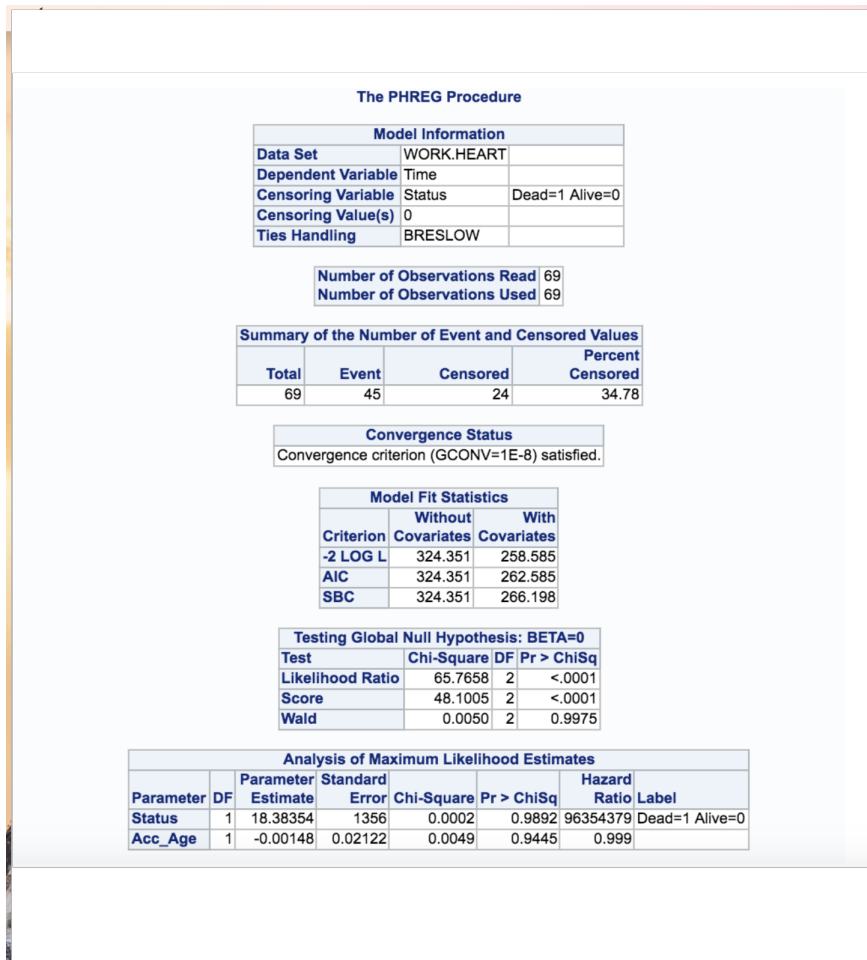 The PHREG Procedure
Model Information
Data Set WORK.HEART
Dependent Variable Time
Censoring Variable Status Dead=1 Alive=0
Censoring Value(s) 0
Ties Handling BRESLOW
Number of Observations Read 69
Number of Observations Used 69
Summary of the Number of Event and Censored Values
Percent
Total Event Censored Censored
69 45 24 34.78
Convergence Status
Convergence criterion (GCONV=1E-8) satisfied.
Model Fit Statistics
Without With
Criterion Covariates Covariates
-2 LOG L 324.351 258.585
AIC 324.351 262.585
SBC 324.351 266.198
Testing Global Null Hypothesis: BETA=0
Test Chi-Square DF Pr > ChiSq
Likelihood Ratio 65.7658 2 <.0001
Score 48.1005 2 <.0001
Wald 0.0050 2 0.9975
Analysis of Maximum Likelihood Estimates
Parameter Standard Hazard
Parameter DF Estimate Error Chi-Square Pr > ChiSq Ratio Label
Status 1 18.38354 1356 0.0002 0.9892 96354379 Dead=1 Alive=0
Acc_Age 1 -0.00148 0.02122 0.0049 0.9445 0.999